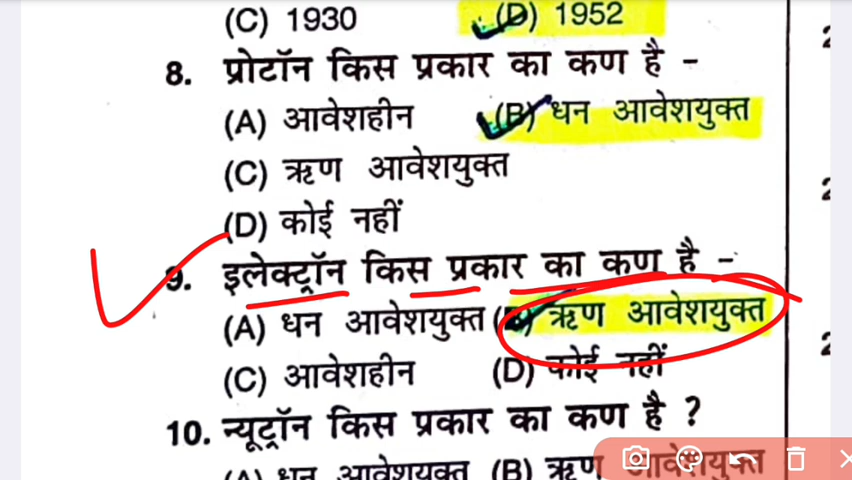 (C) 1930 (D) 1952
8. प्रोटॉन किस प्रकार का कण है -
(A) आवेशहीन (B) धन आवेशयुक्त
(C) ऋण आवेशयुक्त
(D) कोई नहीं
9. इलेक्ट्रॉन किस प्रकार का कण है -
(A) धन आवेशयुक्त (B) ऋण आवेशयुक्त
(C) आवेशहीन (D) कोई नहीं
10. न्यूट्रॉन किस प्रकार का कण है ?
(A) धन आवेशयुक्त (B) ऋण आवेशयुक्त